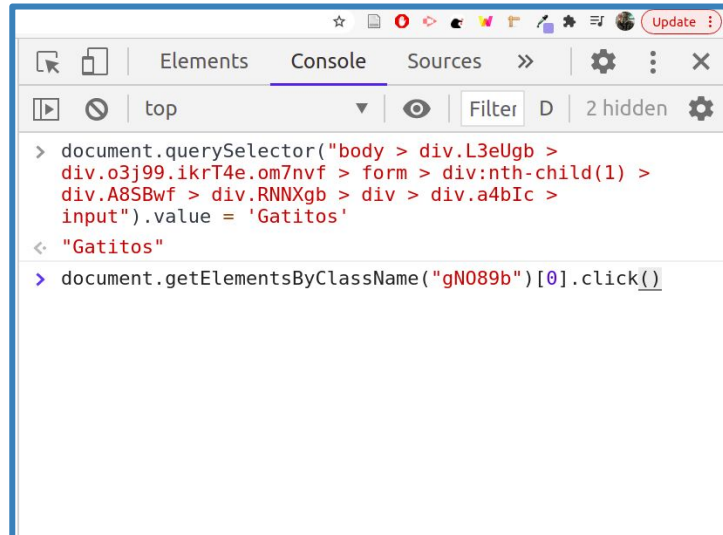 Update
Elements Console Sources »
top Filter D 2 hidden
> document.querySelector("body > div.L3eUgb >
div.o3j99.ikrT4e.om7nvf > form > div:nth-child(1) >
div.A8SBwf > div.RNNXgb > div > div.a4bIc >
input").value = 'Gatitos'
"Gatitos"
> document.getElementsByClassName("gNO89b")[0].click()